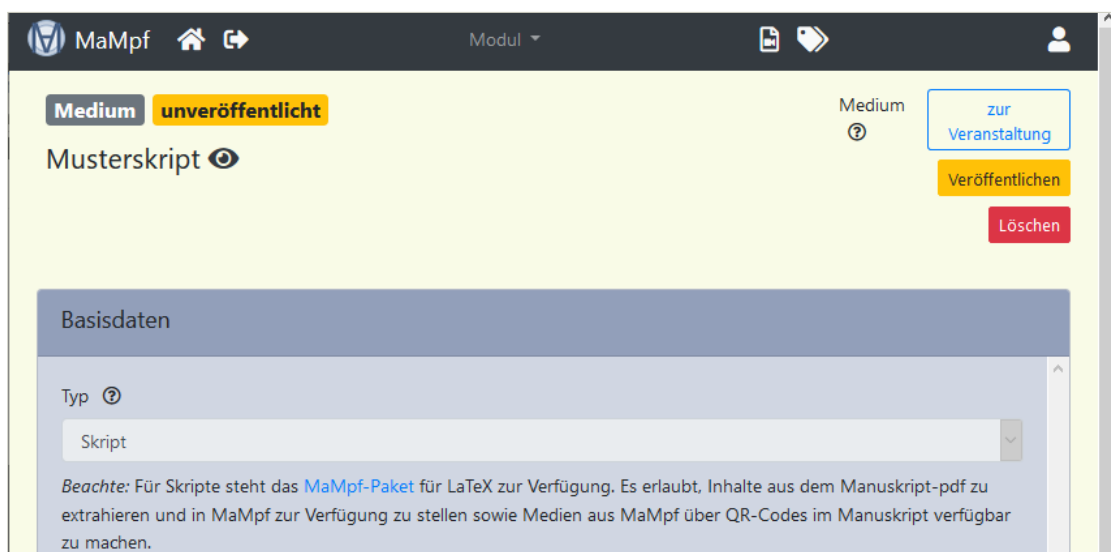 MaMpf Modul
Medium unveröffentlicht
Musterskript
Medium
zur
Veranstaltung
Veröffentlichen
Löschen
Basisdaten
Typ
Skript
Beachte: Für Skripte steht das MaMpf-Paket für LaTeX zur Verfügung. Es erlaubt, Inhalte aus dem Manuskript-pdf zu
extrahieren und in MaMpf zur Verfügung zu stellen sowie Medien aus MaMpf über QR-Codes im Manuskript verfügbar
zu machen.